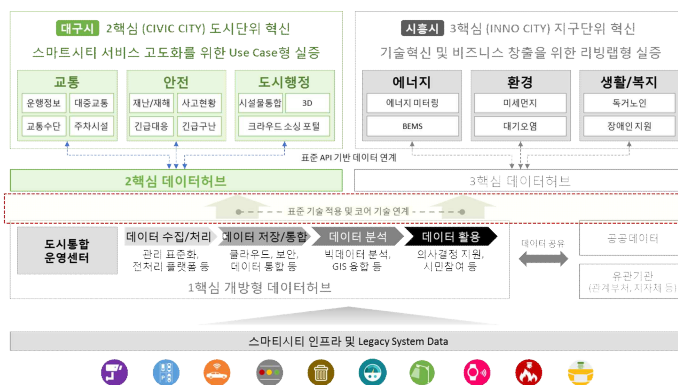 대구시 2핵심 (CIVIC CITY) 도시단위 혁신
스마트시티 서비스 고도화를 위한 Use Case형 실증
교통
운행정보 대중교통
교통수단 주차시설
안전
재난/재해 사고현황
긴급대응 긴급구난
도시행정
시설물통합 3D
크라우드 소싱 포털
시흥시 3핵심 (INNO CITY) 지구단위 혁신
기술혁신 및 비즈니스 창출을 위한 리빙랩형 실증
에너지
에너지 미터링
BEMS
환경
미세먼지
대기오염
생활/복지
독거노인
장애인 지원
표준 API 기반 데이터 연계
2핵심 데이터허브
3핵심 데이터허브
표준 기술 적용 및 코어 기술 연계
도시통합
운영센터
데이터 수집/처리
관리 표준화,
전처리 플랫폼 등
데이터 저장/통합
클라우드, 보안,
데이터 통합 등
데이터 분석
빅데이터 분석,
GIS 융합 등
데이터 활용
의사결정 지원,
시민참여 등
1핵심 개방형 데이터허브
데이터 공유
공공데이터
유관기관
(관계부처, 지자체 등)
스마티시티 인프라 및 Legacy System Data